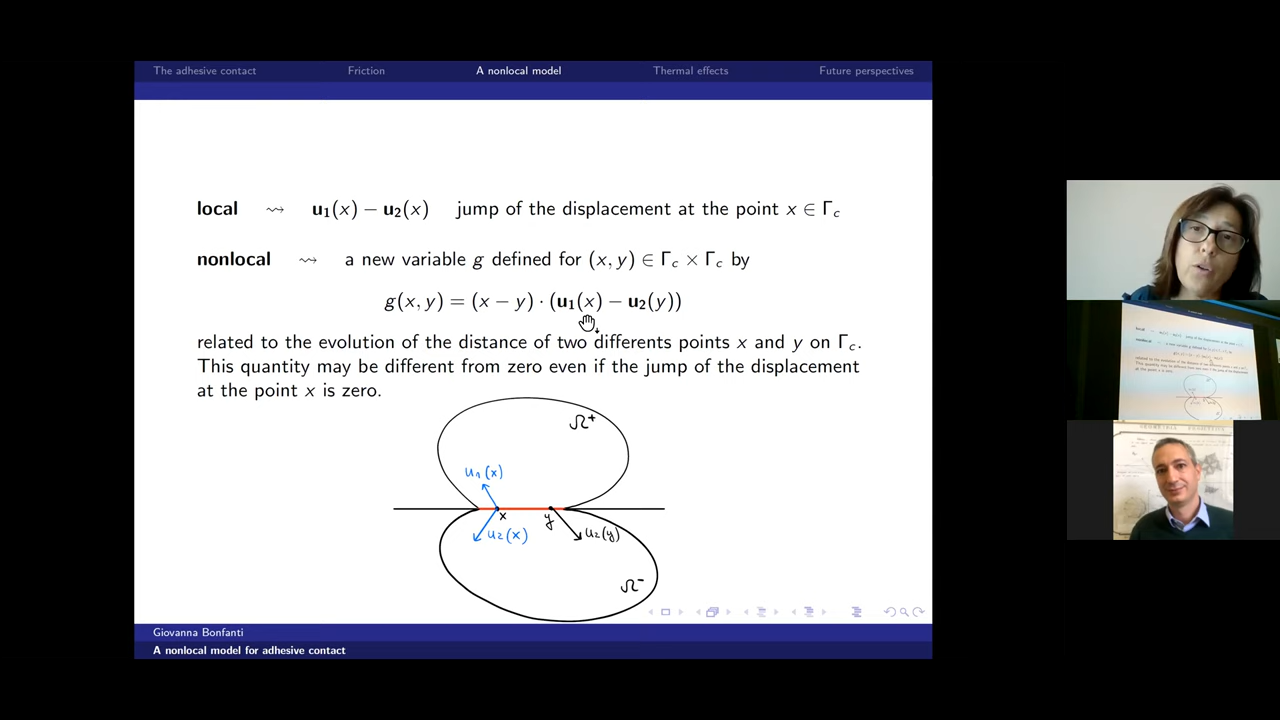 The adhesive contact Friction A nonlocal model Thermal effects Future perspectives
local ⇝ u₁(x) − u₂(x) jump of the displacement at the point x ∈ Γc
nonlocal ⇝ a new variable g defined for (x, y) ∈ Γc × Γc by
g(x, y) = (x − y) · (u₁(x) − u₂(y))
related to the evolution of the distance of two differents points x and y on Γc.
This quantity may be different from zero even if the jump of the displacement
at the point x is zero.
Ω⁺
u₁(x)
x y
u₂(x) u₂(y)
Ω⁻
Giovanna Bonfanti
A nonlocal model for adhesive contact